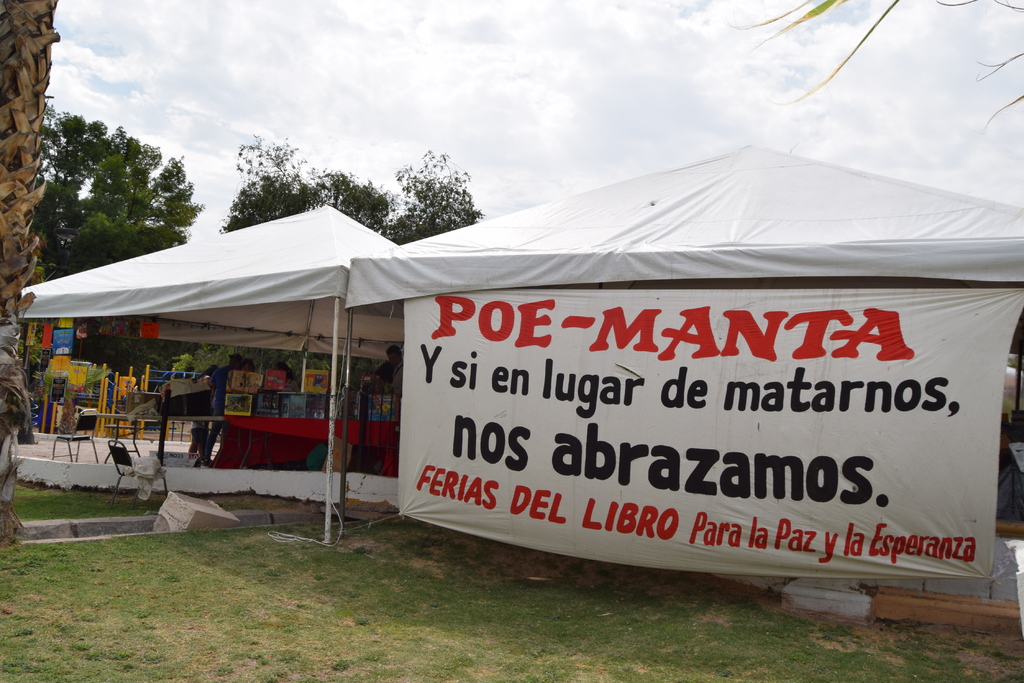 POE-MANTA
Y si en lugar de matarnos,
nos abrazamos.
FERIAS DEL LIBRO Para la Paz y la Esperanza